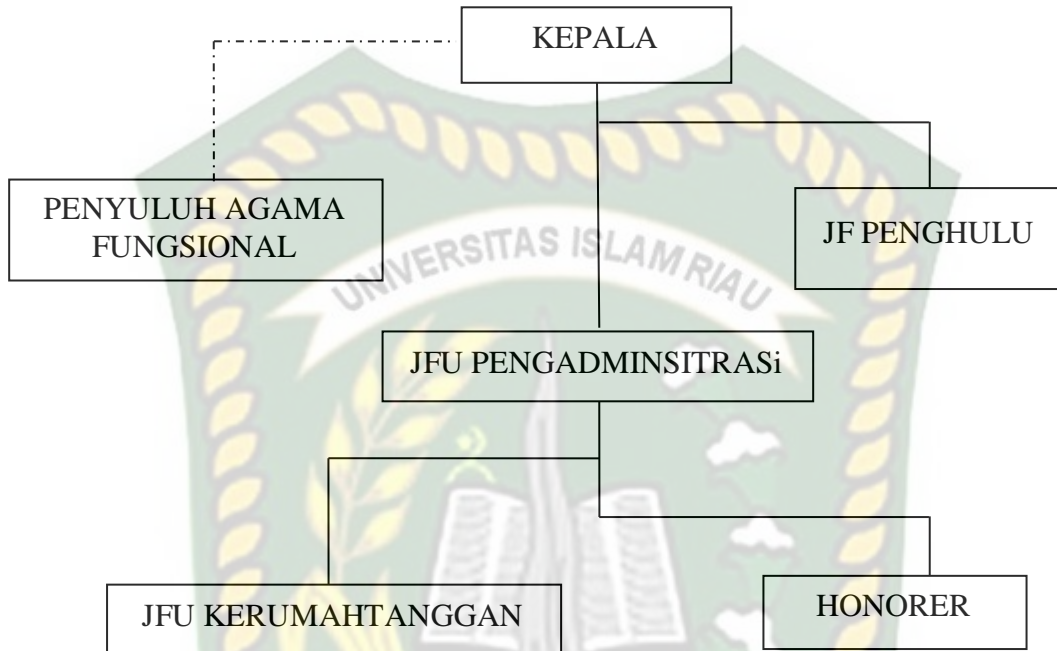 KEPALA
PENYULUH AGAMA
FUNGSIONAL
JF PENGHULU
UNIVERSITAS ISLAM RIAU
JFU PENGADMINSITRASi
JFU KERUMAHTANGGAN
HONORER